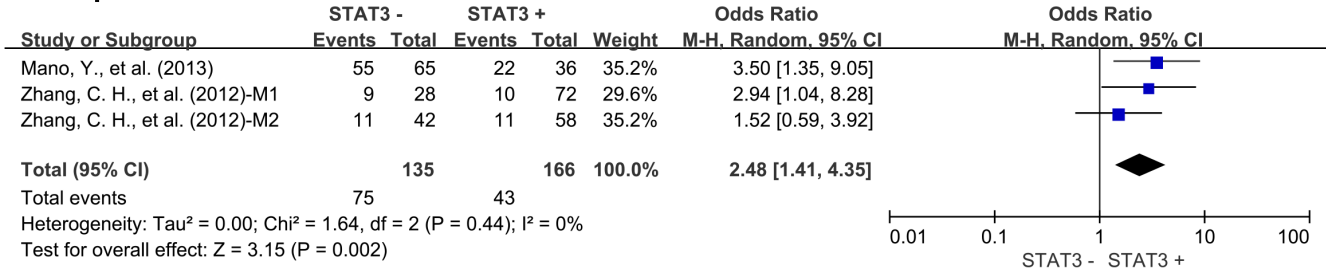 STAT3 - STAT3 + Odds Ratio Odds Ratio
Study or Subgroup Events Total Events Total Weight M-H, Random, 95% CI M-H, Random, 95% CI
Mano, Y., et al. (2013) 55 65 22 36 35.2% 3.50 [1.35, 9.05]
Zhang, C. H., et al. (2012)-M1 9 28 10 72 29.6% 2.94 [1.04, 8.28]
Zhang, C. H., et al. (2012)-M2 11 42 11 58 35.2% 1.52 [0.59, 3.92]
Total (95% CI) 135 166 100.0% 2.48 [1.41, 4.35]
Total events 75 43
Heterogeneity: Tau² = 0.00; Chi² = 1.64, df = 2 (P = 0.44); I² = 0%
Test for overall effect: Z = 3.15 (P = 0.002)
0.01 0.1 1 10 100
STAT3 - STAT3 +